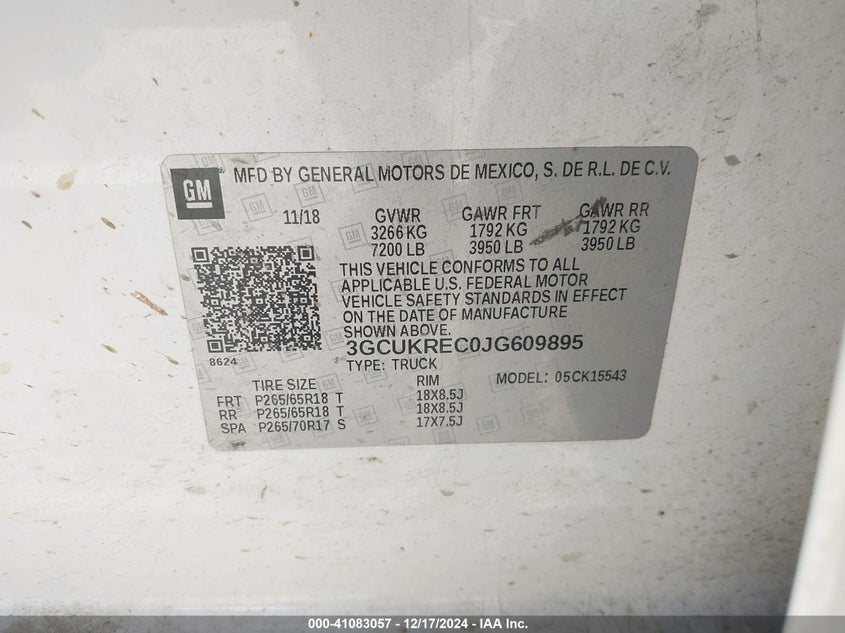 GM
MFD BY GENERAL MOTORS DE MEXICO, S. DE R.L. DE C.V.
11/18 GVWR GAWR FRT GAWR RR
3266 KG 1792 KG 1792 KG
7200 LB 3950 LB 3950 LB
THIS VEHICLE CONFORMS TO ALL
APPLICABLE U.S. FEDERAL MOTOR
VEHICLE SAFETY STANDARDS IN EFFECT
ON THE DATE OF MANUFACTURE
SHOWN ABOVE.
3GCUKREC0JG609895
8624
TYPE: TRUCK
TIRE SIZE RIM MODEL: 05CK15543
FRT P265/65R18 T 18X8.5J
RR P265/65R18 T 18X8.5J
SPA P265/70R17 S 17X7.5J
000-41083057 - 12/17/2024 - IAA Inc.